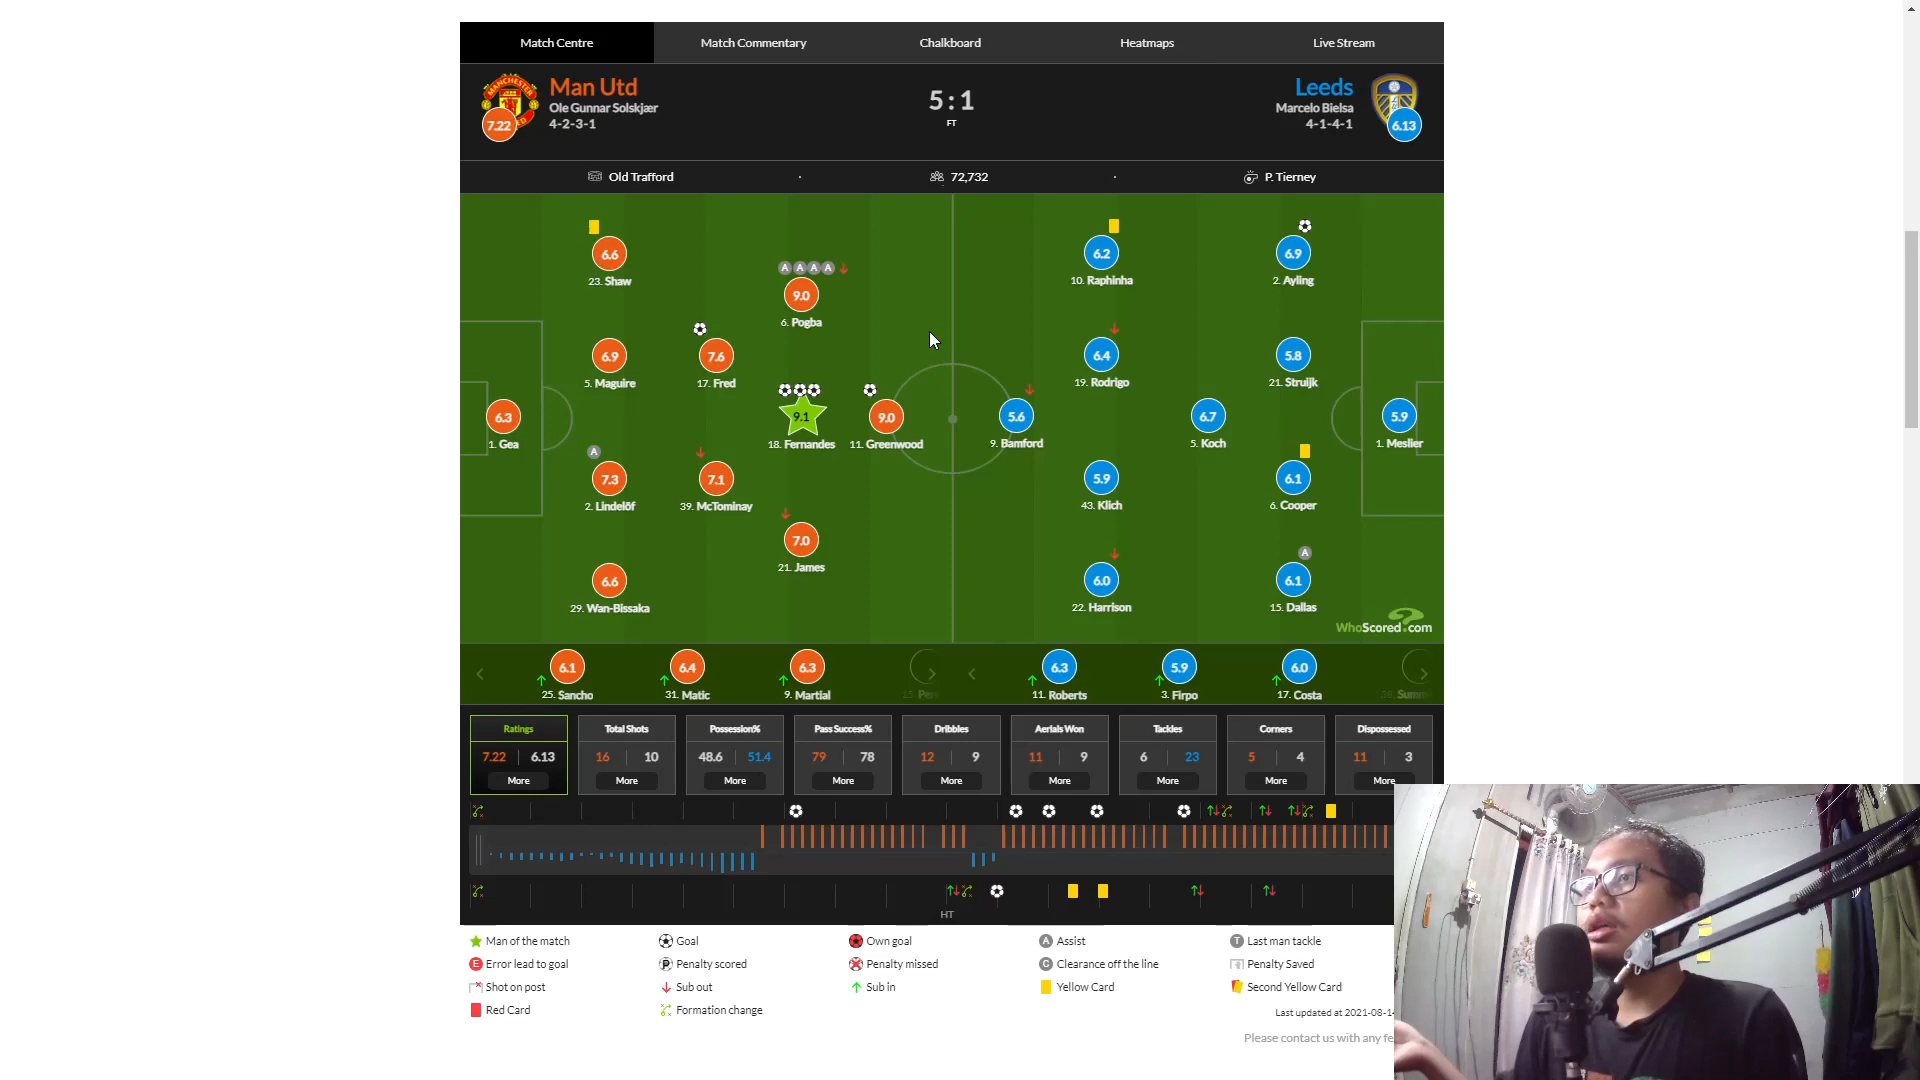 Match Centre
Match Commentary
Chalkboard
Heatmaps
Live Stream
MANCHESTER
Man Utd
Ole Gunnar Solskjær
4-2-3-1
7.22
5 : 1
FT
Leeds
Marcelo Bielsa
4-1-4-1
6.13
Old Trafford
72,732
P. Tierney
6.6
23. Shaw
A A A A
9.0
6. Pogba
6.2
10. Raphinha
6.9
2. Ayling
6.9
5. Maguire
7.6
17. Fred
6.4
19. Rodrigo
5.8
21. Struijk
6.3
1. Gea
9.1
18. Fernandes
9.0
11. Greenwood
5.6
9. Bamford
6.7
5. Koch
5.9
1. Meslier
A
7.3
2. Lindelöf
7.1
39. McTominay
5.9
43. Klich
6.1
6. Cooper
7.0
21. James
6.6
29. Wan-Bissaka
6.0
22. Harrison
A
6.1
15. Dallas
WhoScored.com
6.1
25. Sancho
6.4
31. Matic
6.3
9. Martial
6.3
11. Roberts
5.9
3. Firpo
6.0
17. Costa
Ratings
7.22 6.13
More
Total Shots
16 10
More
Possession%
48.6 51.4
More
Pass Success%
79 78
More
Dribbles
12 9
More
Aerials Won
11 9
More
Tackles
6 23
More
Corners
5 4
More
Dispossessed
11 3
More
HT
Man of the match
Goal
Own goal
A Assist
T Last man tackle
E Error lead to goal
P Penalty scored
Penalty missed
C Clearance off the line
Penalty Saved
Shot on post
Sub out
Sub in
Yellow Card
Second Yellow Card
Red Card
Formation change
Last updated at 2021-08-14
Please contact us with any